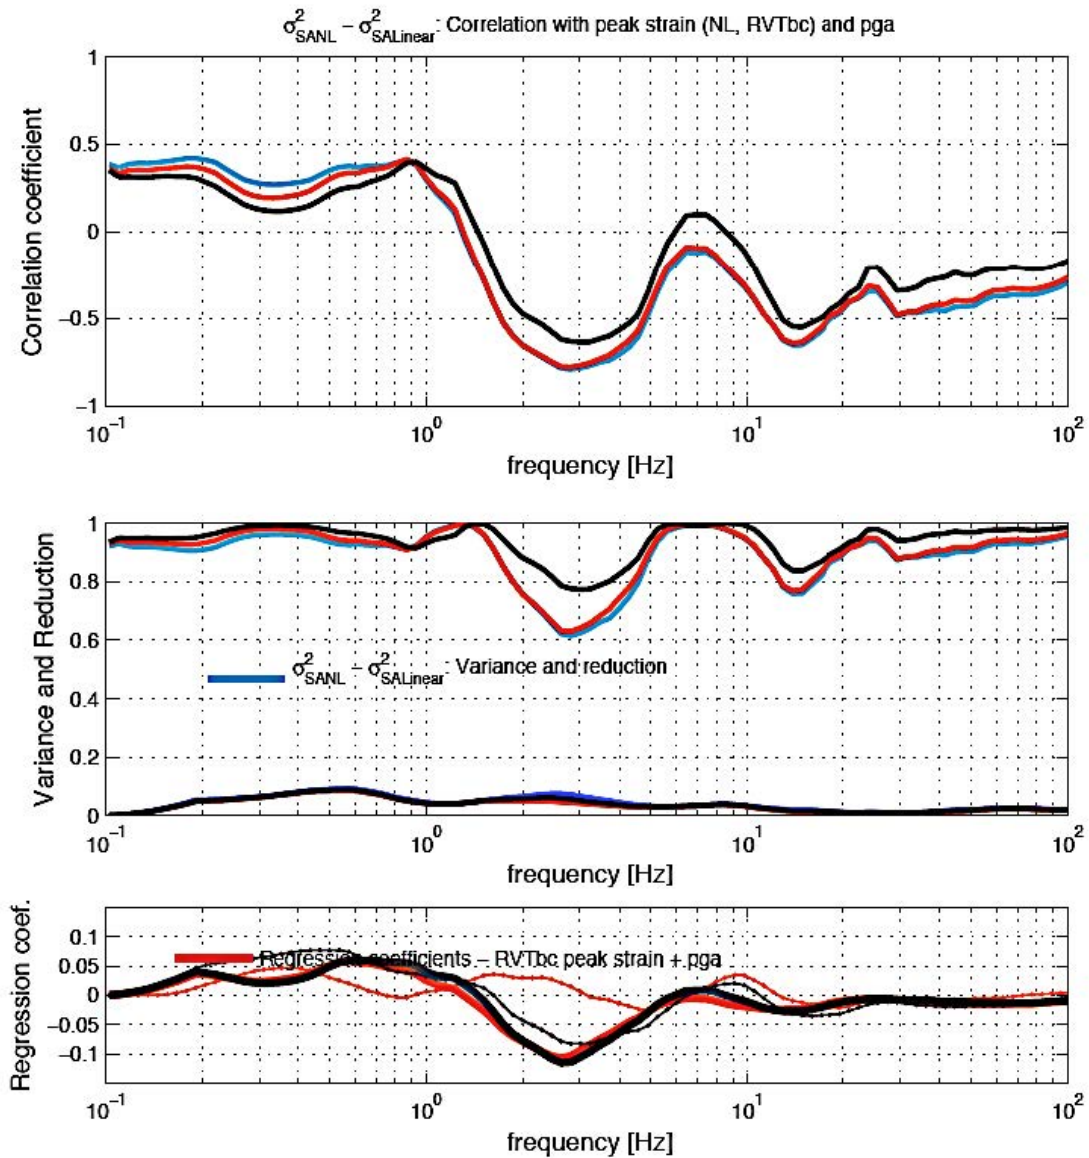 σ²SANL – σ²SALinear: Correlation with peak strain (NL, RVTbc) and pga
1
0.5
0
−0.5
−1
Correlation coefficient
10⁻¹ 10⁰ 10¹ 10²
frequency [Hz]
1
0.8
0.6
0.4
0.2
0
Variance and Reduction
σ²SANL – σ²SALinear: Variance and reduction
10⁻¹ 10⁰ 10¹ 10²
frequency [Hz]
0.1
0.05
0
−0.05
−0.1
Regression coef.
Regression coefficients – RVTbc peak strain + pga
10⁻¹ 10⁰ 10¹ 10²
frequency [Hz]